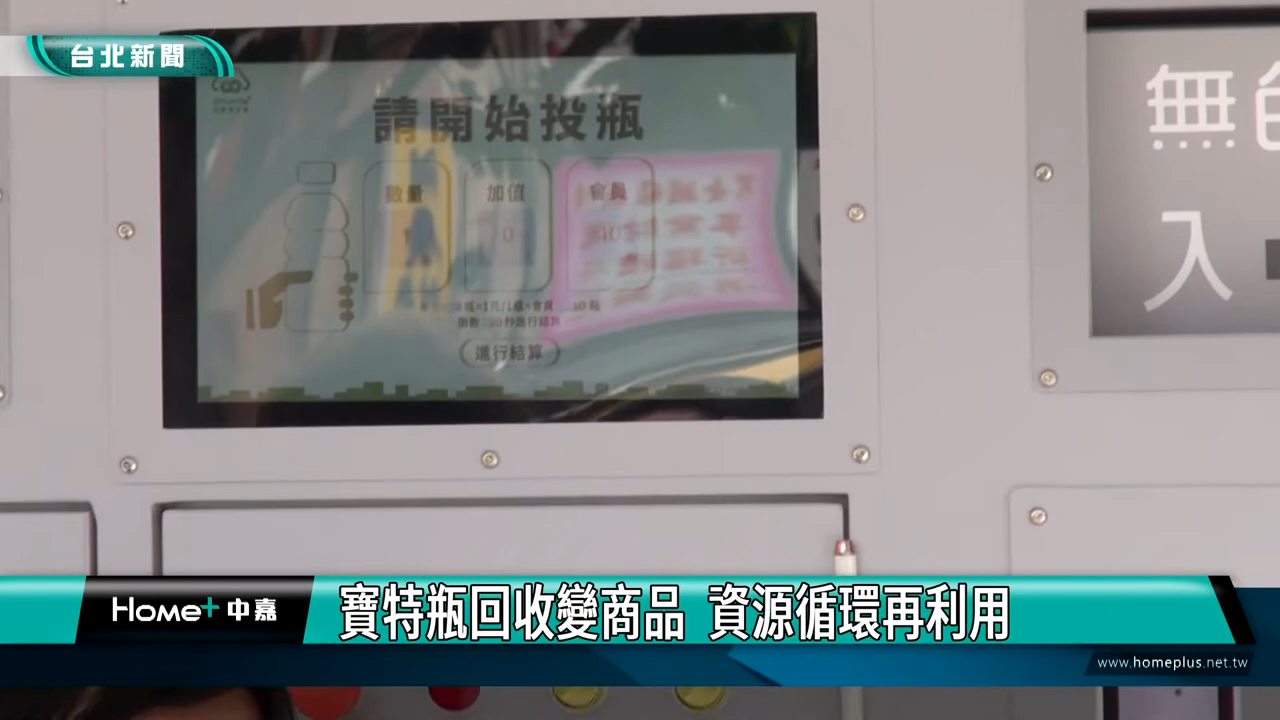 台北新聞
請開始投瓶
數量
加值
會員
0
進行結算
無色
入
Home+ 中嘉
寶特瓶回收變商品 資源循環再利用
www.homeplus.net.tw